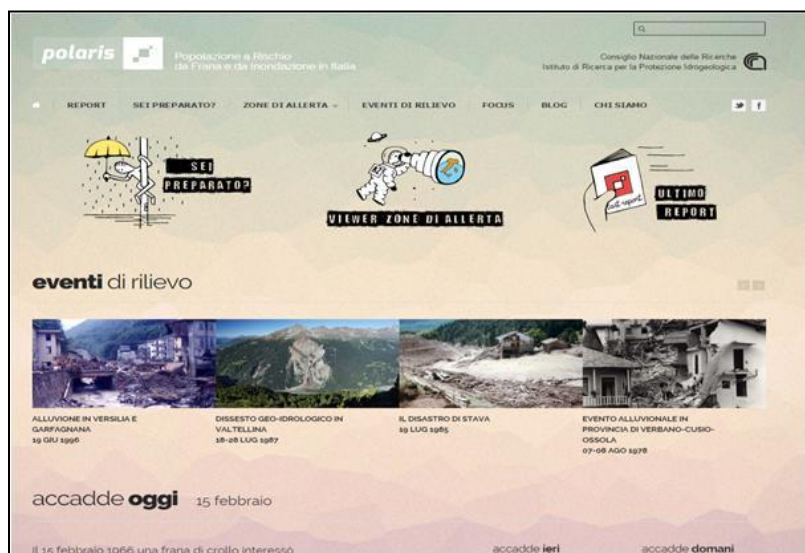 polaris
Popolazione a Rischio
da Frana e da Inondazione in Italia
Consiglio Nazionale delle Ricerche
Istituto di Ricerca per la Protezione Idrogeologica
REPORT SEI PREPARATO? ZONE DI ALLERTA EVENTI DI RILIEVO FOCUS BLOG CHI SIAMO
SEI
PREPARATO?
VIEWER ZONE DI ALLERTA
ULTIMO
REPORT
eventi di rilievo
ALLUVIONE IN VERSILIA E
GARFAGNANA
19 GIU 1996
DISSESTO GEO-IDROLOGICO IN
VALTELLINA
18-28 LUG 1987
IL DISASTRO DI STAVA
19 LUG 1985
EVENTO ALLUVIONALE IN
PROVINCIA DI VERBANO-CUSIO-
OSSOLA
07-08 AGO 1978
accadde oggi 15 febbraio
Il 15 febbraio 1966 una frana di crollo interessò
accadde ieri
accadde domani